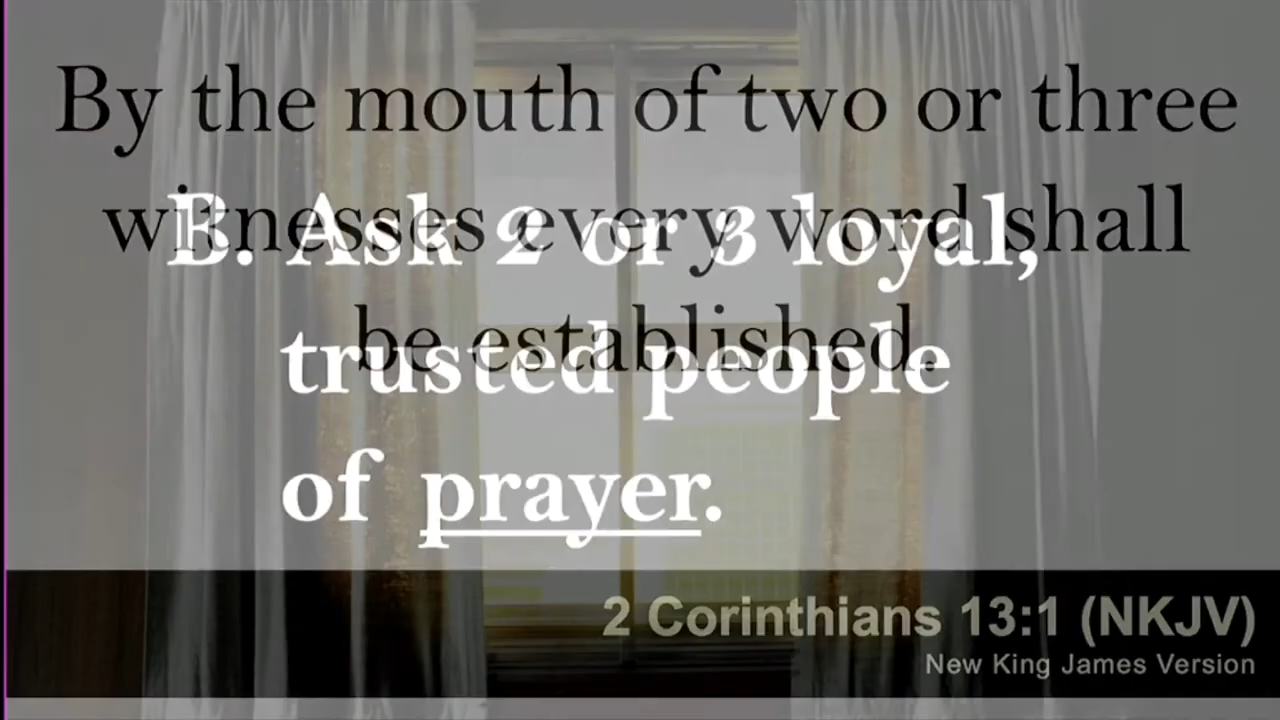 By the mouth of two or three
witnesses every word shall
be established.
B. Ask 2 or 3 loyal,
trusted people
of prayer.
2 Corinthians 13:1 (NKJV)
New King James Version